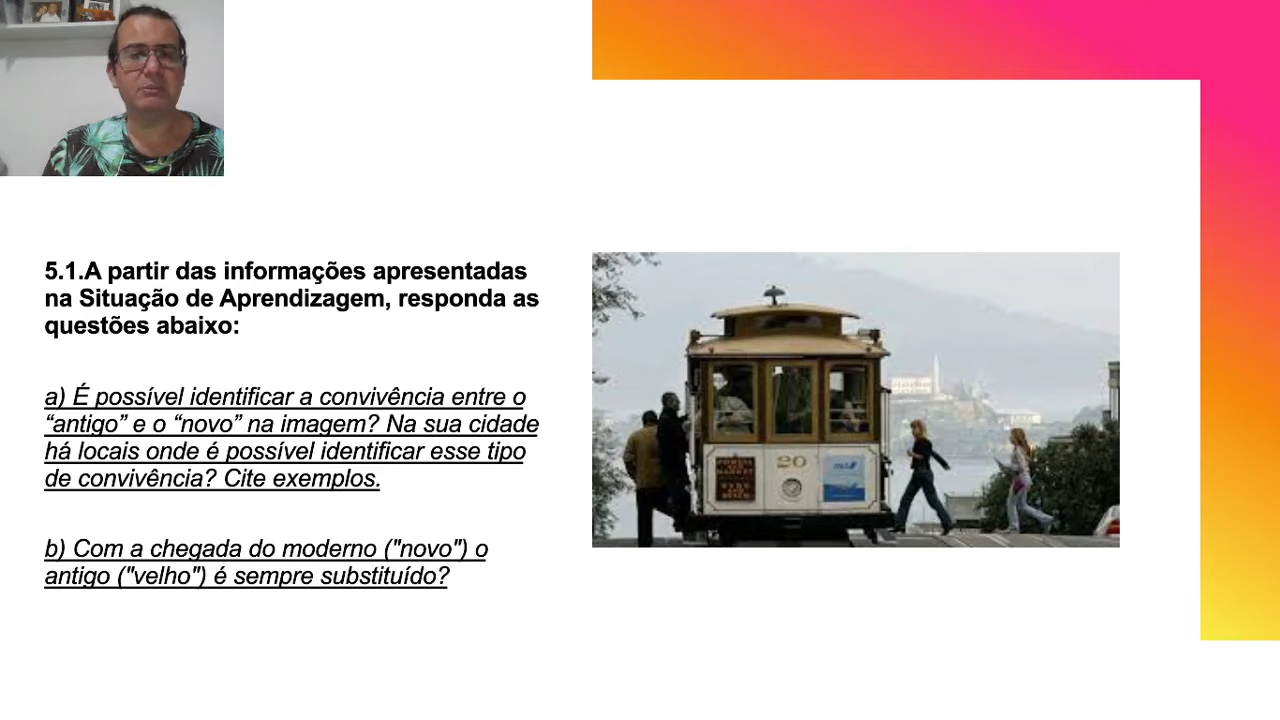 5.1.A partir das informações apresentadas
na Situação de Aprendizagem, responda as
questões abaixo:
a) É possível identificar a convivência entre o
“antigo” e o “novo” na imagem? Na sua cidade
há locais onde é possível identificar esse tipo
de convivência? Cite exemplos.
b) Com a chegada do moderno ("novo") o
antigo ("velho") é sempre substituído?
20